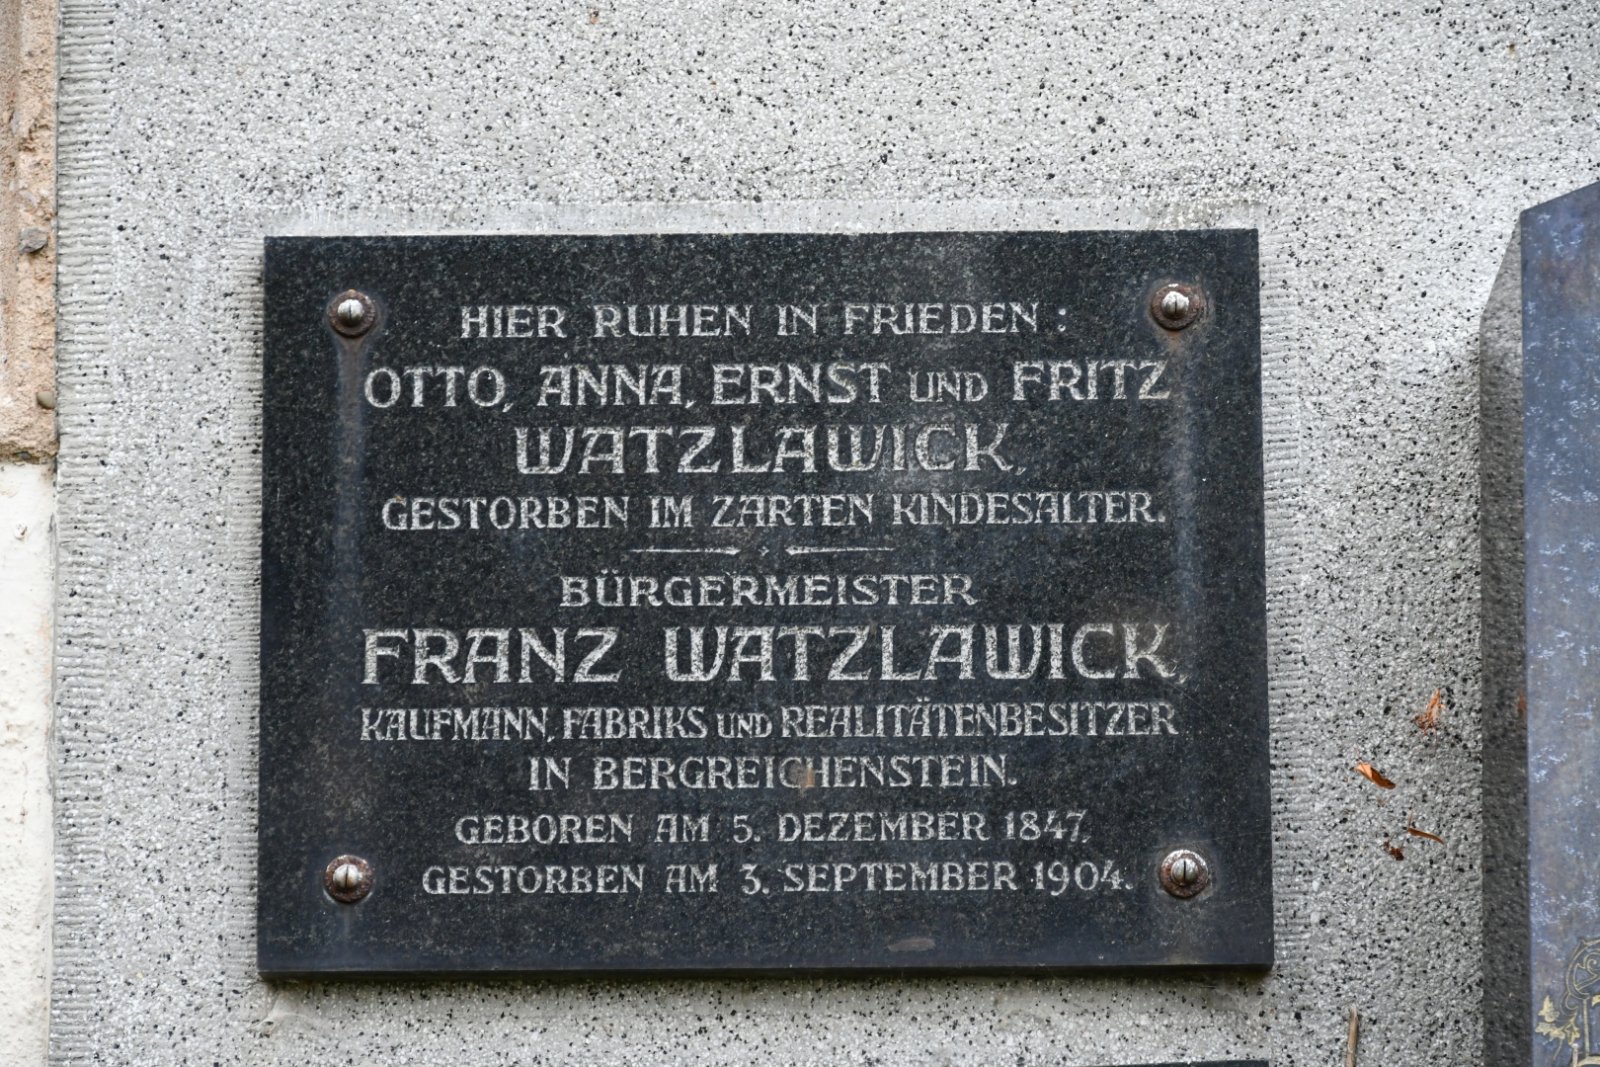 HIER RUHEN IN FRIEDEN:
OTTO, ANNA, ERNST UND FRITZ
WATZLAWICK,
GESTORBEN IM ZARTEN KINDESALTER.
BÜRGERMEISTER
FRANZ WATZLAWICK,
KAUFMANN, FABRIKS UND REALITÄTENBESITZER
IN BERGREICHENSTEIN.
GEBOREN AM 5. DEZEMBER 1847,
GESTORBEN AM 3. SEPTEMBER 1904.